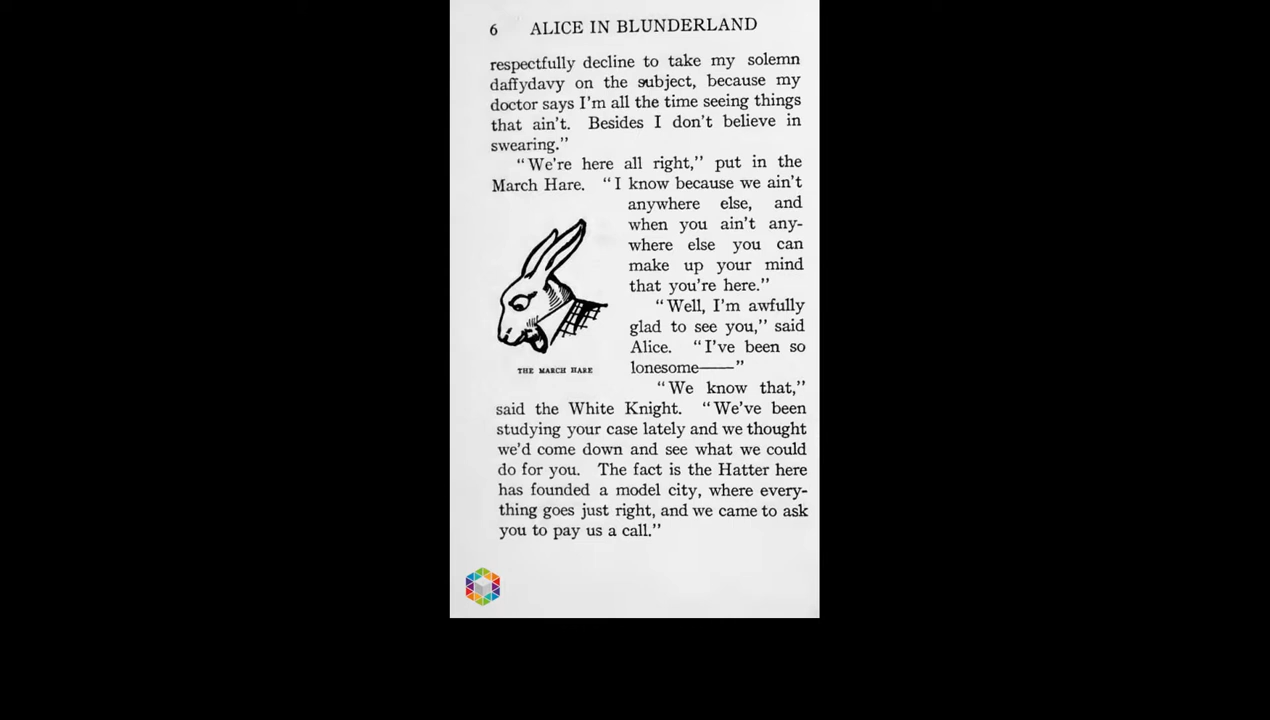 6 ALICE IN BLUNDERLAND
respectfully decline to take my solemn
daffydavy on the subject, because my
doctor says I'm all the time seeing things
that ain't. Besides I don't believe in
swearing."
"We're here all right," put in the
March Hare. "I know because we ain't
anywhere else, and
when you ain't any-
where else you can
make up your mind
that you're here."
"Well, I'm awfully
glad to see you," said
Alice. "I've been so
lonesome——"
THE MARCH HARE
"We know that,"
said the White Knight. "We've been
studying your case lately and we thought
we'd come down and see what we could
do for you. The fact is the Hatter here
has founded a model city, where every-
thing goes just right, and we came to ask
you to pay us a call."